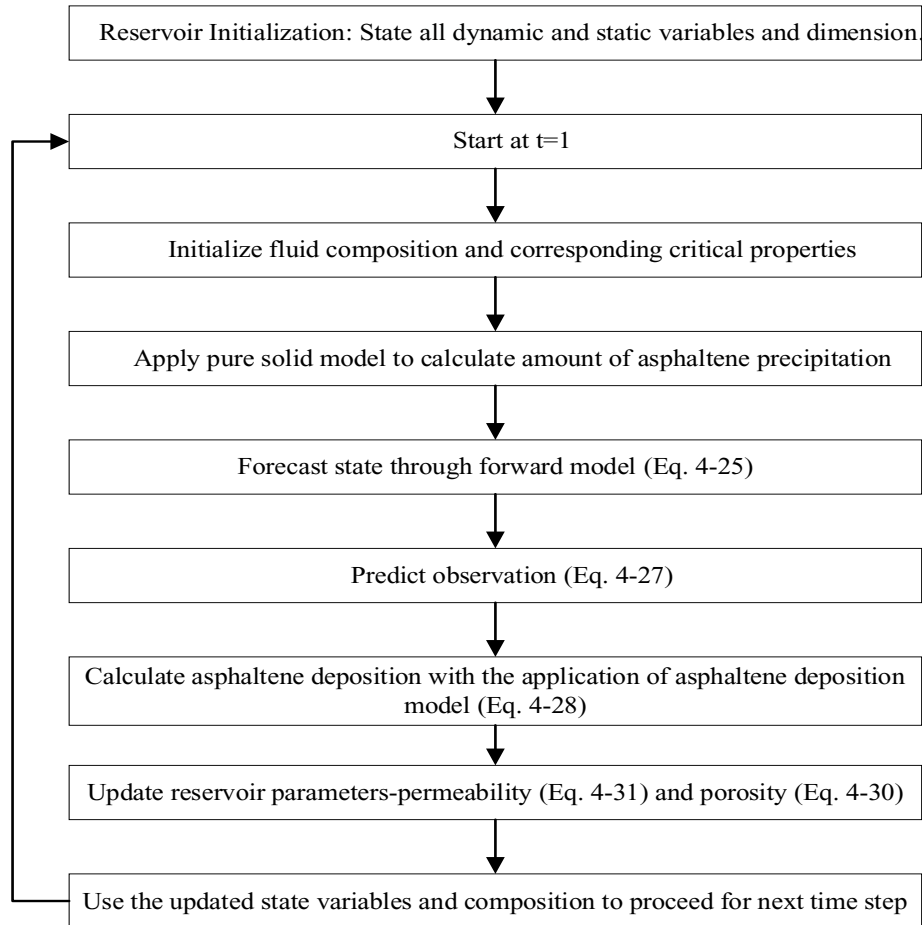 Reservoir Initialization: State all dynamic and static variables and dimension.
Start at t=1
Initialize fluid composition and corresponding critical properties
Apply pure solid model to calculate amount of asphaltene precipitation
Forecast state through forward model (Eq. 4-25)
Predict observation (Eq. 4-27)
Calculate asphaltene deposition with the application of asphaltene deposition
model (Eq. 4-28)
Update reservoir parameters-permeability (Eq. 4-31) and porosity (Eq. 4-30)
Use the updated state variables and composition to proceed for next time step